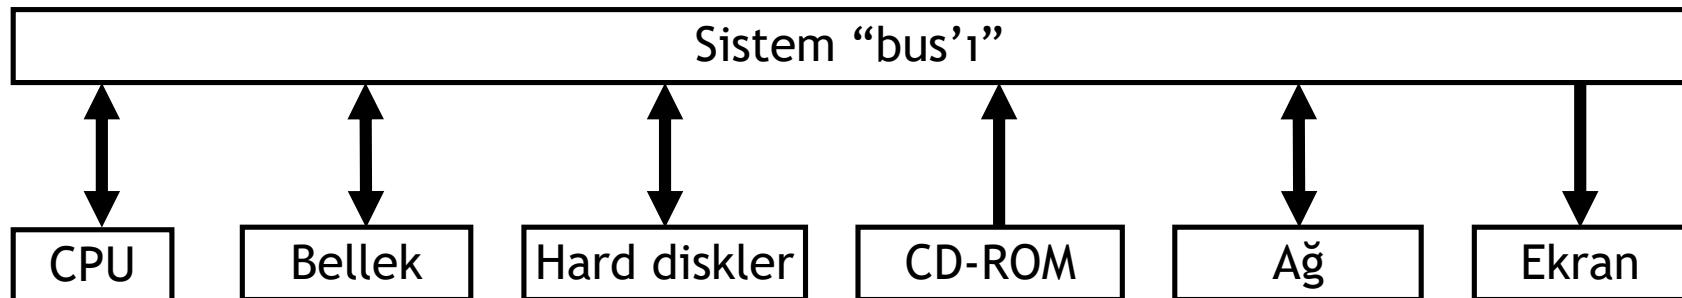 Sistem “bus’ı”
CPU
Bellek
Hard diskler
CD-ROM
Ağ
Ekran